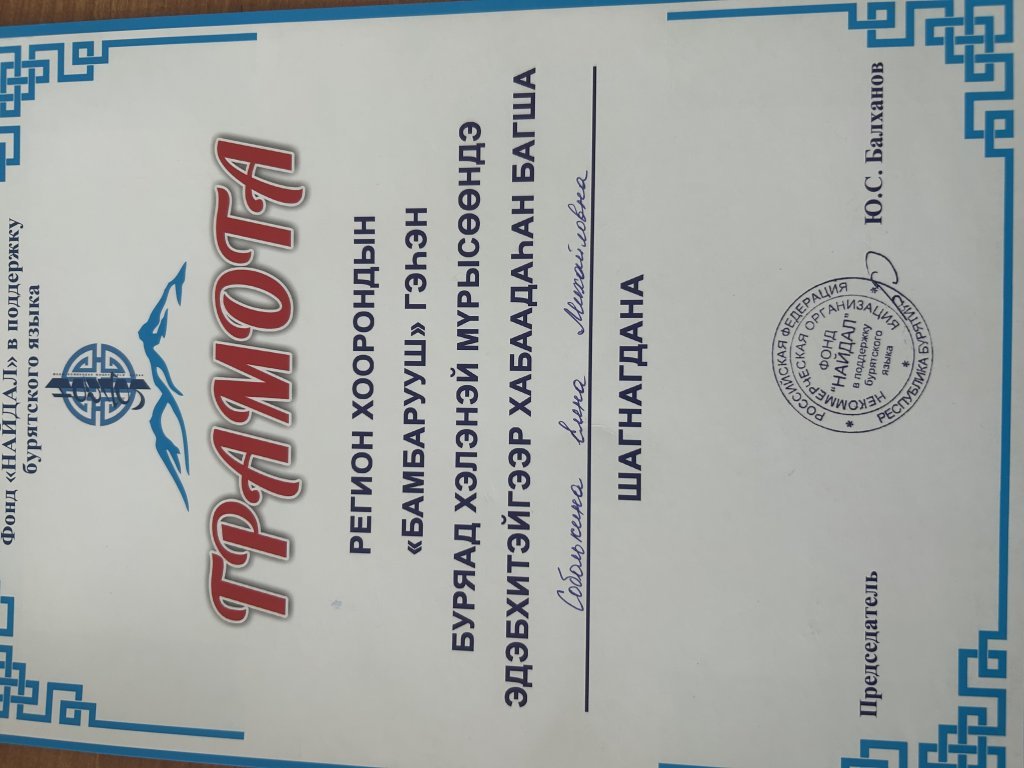 Фонд «НАЙДАЛ» в поддержку
бурятского языка
ГРАМОТА
РЕГИОН ХООРОНДЫН
«БАМБАРУУШ» ГЭҺЭН
БУРЯАД ХЭЛЭНЭЙ МҮРЫСӨӨНДЭ
ЭДЭБХИТЭЙГЭЭР ХАБААДАҺАН БАГША
Соболькина Елена Михайловна
ШАГНАГДАНА
РОССИЙСКАЯ ФЕДЕРАЦИЯ
НЕКОММЕРЧЕСКАЯ ОРГАНИЗАЦИЯ
ФОНД
"НАЙДАЛ"
в поддержку
бурятского
языка
РЕСПУБЛИКА БУРЯТИЯ
Председатель Ю.С. Балханов